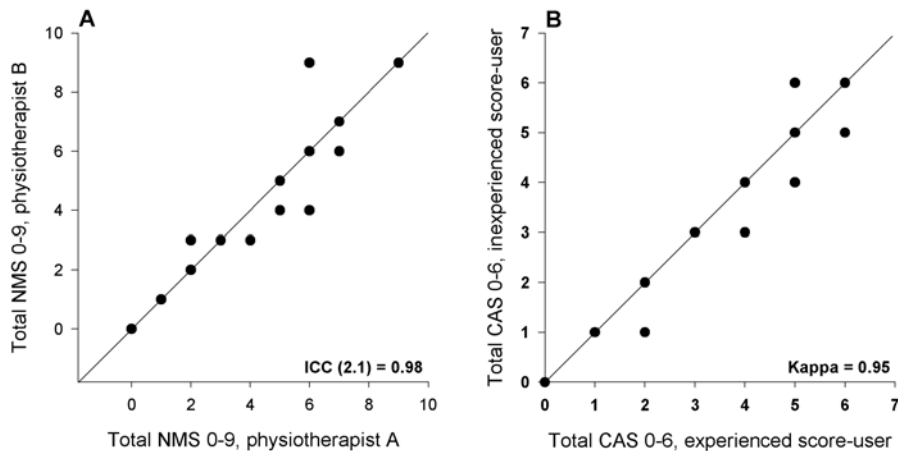 A
Total NMS 0-9, physiotherapist B
10
8
6
4
2
0
ICC (2.1) = 0.98
0 2 4 6 8 10
Total NMS 0-9, physiotherapist A
B
Total CAS 0-6, inexperienced score-user
7
6
5
4
3
2
1
0
Kappa = 0.95
0 1 2 3 4 5 6 7
Total CAS 0-6, experienced score-user